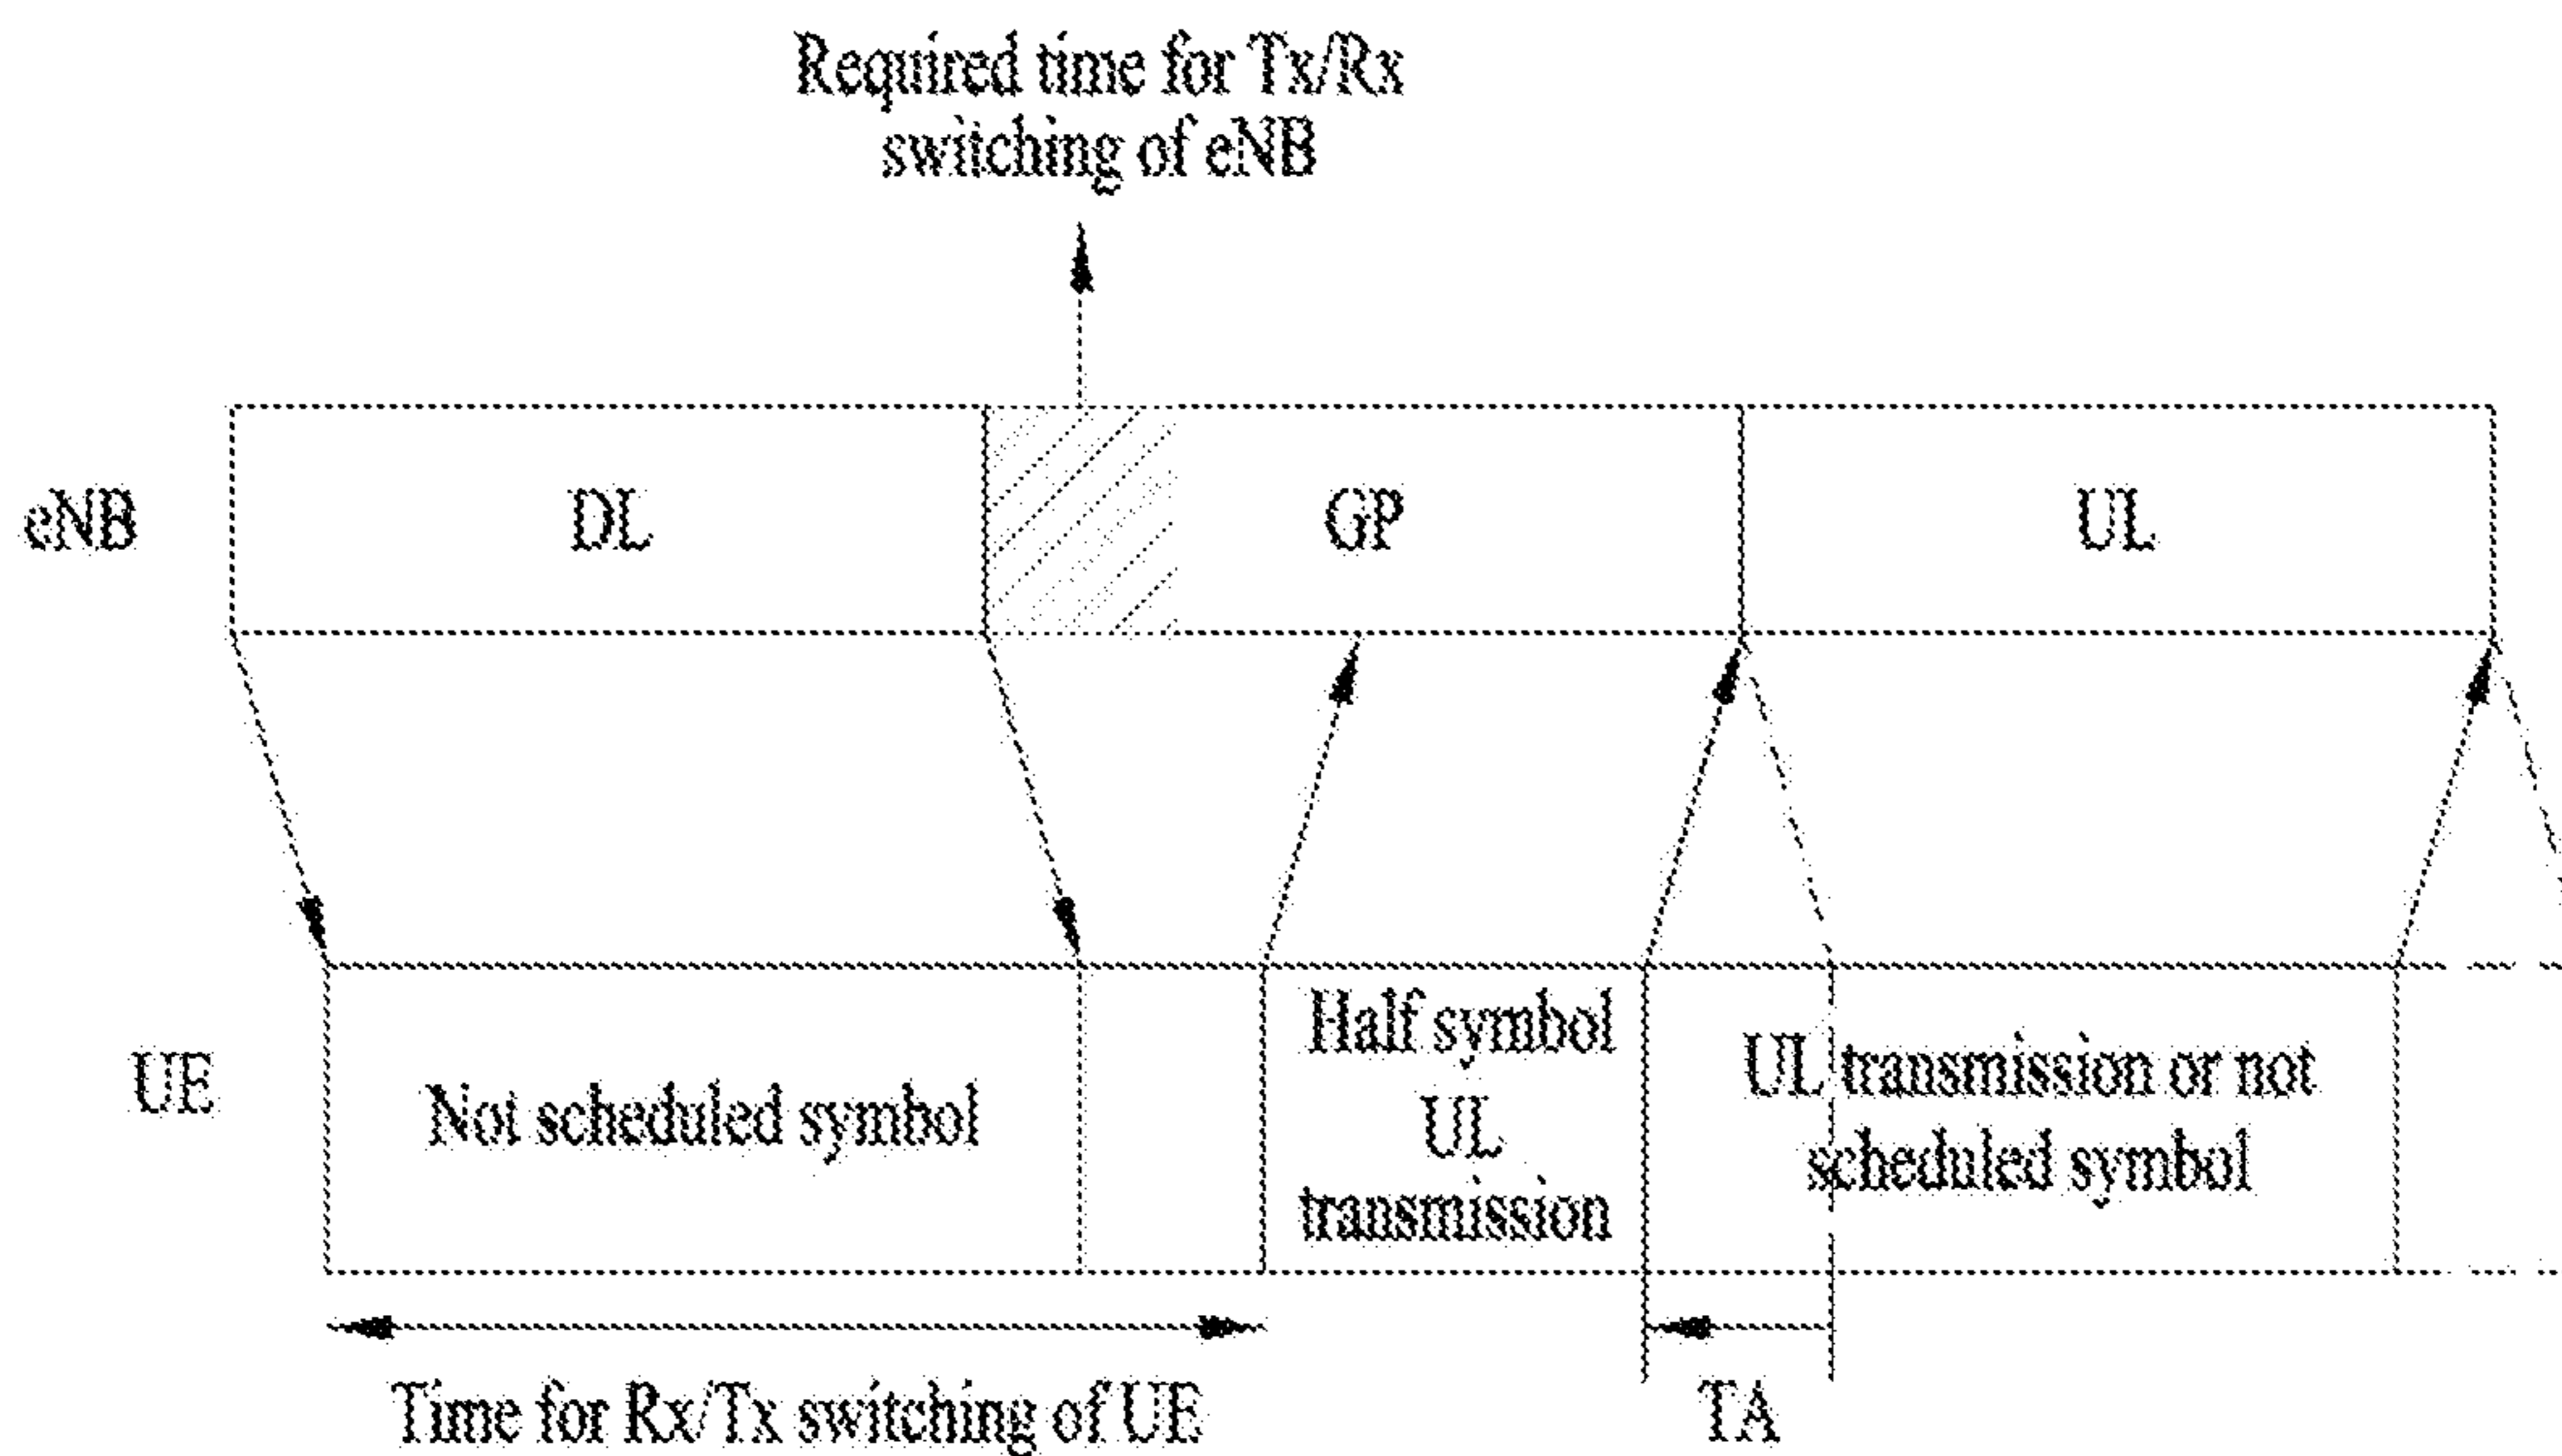 Required time for Tx/Rx
switching of eNB
eNB
DL
GP
UL
UE
Not scheduled symbol
Half symbol
UL
transmission
UL transmission or not
scheduled symbol
Time for Rx/Tx switching of UE
TA